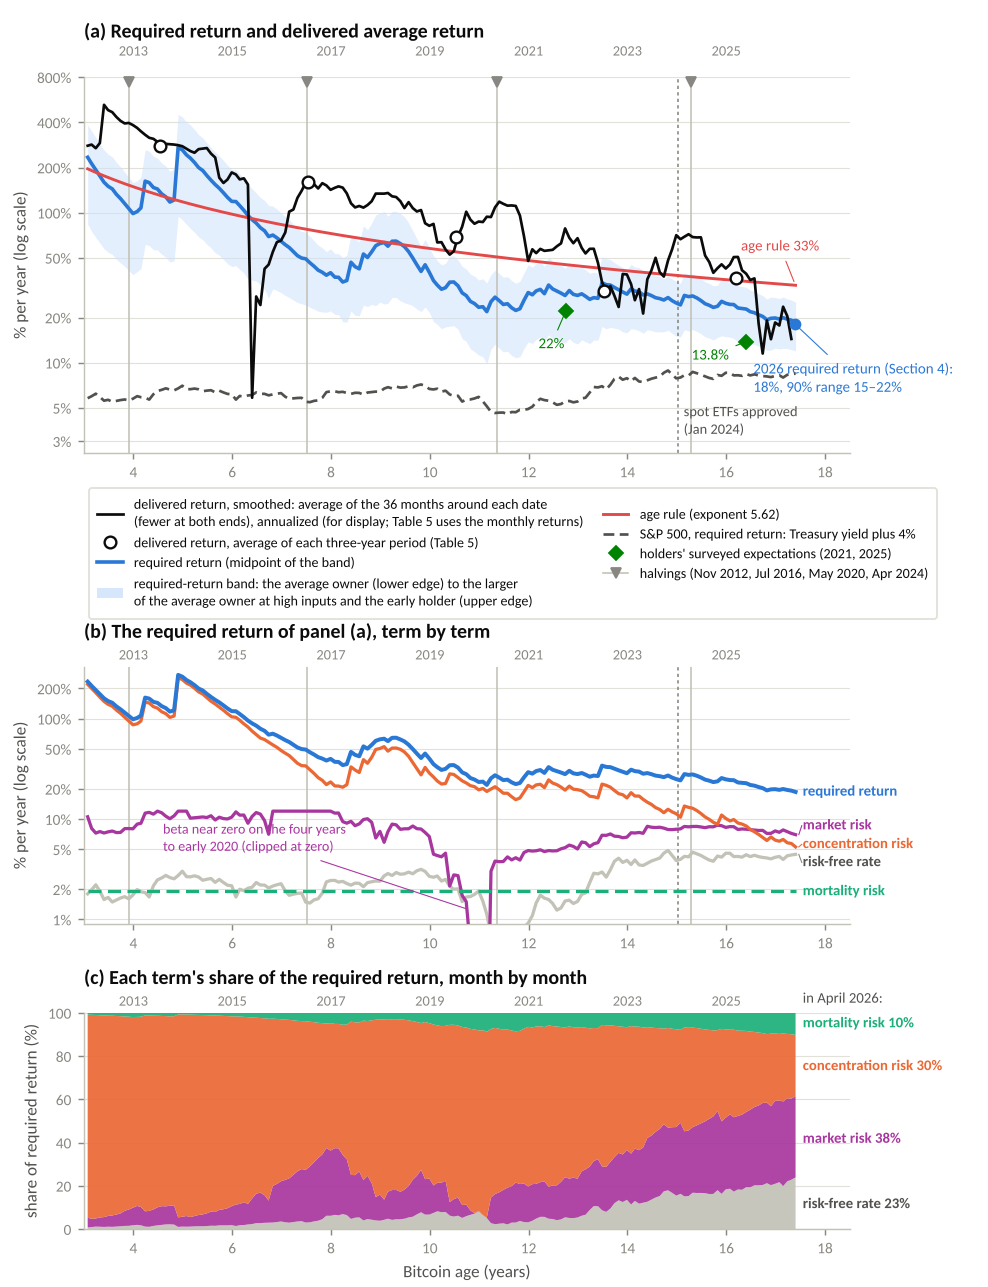 (a) Required return and delivered average return
2013 2015 2017 2019 2021 2023 2025
800%
400%
200%
100%
50%
20%
10%
5%
3%
% per year (log scale)
age rule 33%
22%
13.8%
2026 required return (Section 4):
18%, 90% range 15–22%
spot ETFs approved
(Jan 2024)
4 6 8 10 12 14 16 18
delivered return, smoothed: average of the 36 months around each date
(fewer at both ends), annualized (for display; Table 5 uses the monthly returns)
delivered return, average of each three-year period (Table 5)
required return (midpoint of the band)
required-return band: the average owner (lower edge) to the larger
of the average owner at high inputs and the early holder (upper edge)
age rule (exponent 5.62)
S&P 500, required return: Treasury yield plus 4%
holders' surveyed expectations (2021, 2025)
halvings (Nov 2012, Jul 2016, May 2020, Apr 2024)
(b) The required return of panel (a), term by term
2013 2015 2017 2019 2021 2023 2025
200%
100%
50%
20%
10%
5%
2%
1%
% per year (log scale)
beta near zero on the four years
to early 2020 (clipped at zero)
required return
market risk
concentration risk
risk-free rate
mortality risk
4 6 8 10 12 14 16 18
(c) Each term's share of the required return, month by month
in April 2026:
2013 2015 2017 2019 2021 2023 2025
100
80
60
40
20
0
share of required return (%)
mortality risk 10%
concentration risk 30%
market risk 38%
risk-free rate 23%
4 6 8 10 12 14 16 18
Bitcoin age (years)